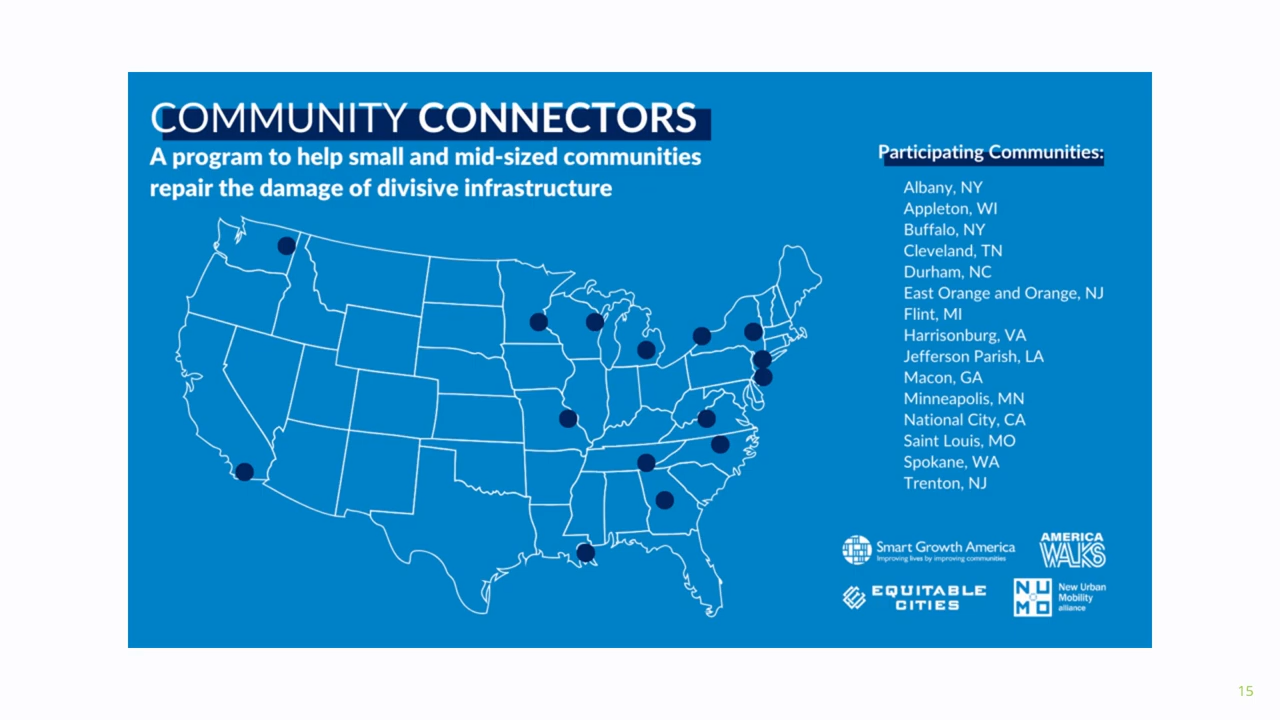 COMMUNITY CONNECTORS
A program to help small and mid-sized communities
repair the damage of divisive infrastructure
Participating Communities:
Albany, NY
Appleton, WI
Buffalo, NY
Cleveland, TN
Durham, NC
East Orange and Orange, NJ
Flint, MI
Harrisonburg, VA
Jefferson Parish, LA
Macon, GA
Minneapolis, MN
National City, CA
Saint Louis, MO
Spokane, WA
Trenton, NJ
Smart Growth America
Improving lives by improving communities
AMERICA
WALKS
EQUITABLE
CITIES
NU
MO
New Urban
Mobility
alliance
15